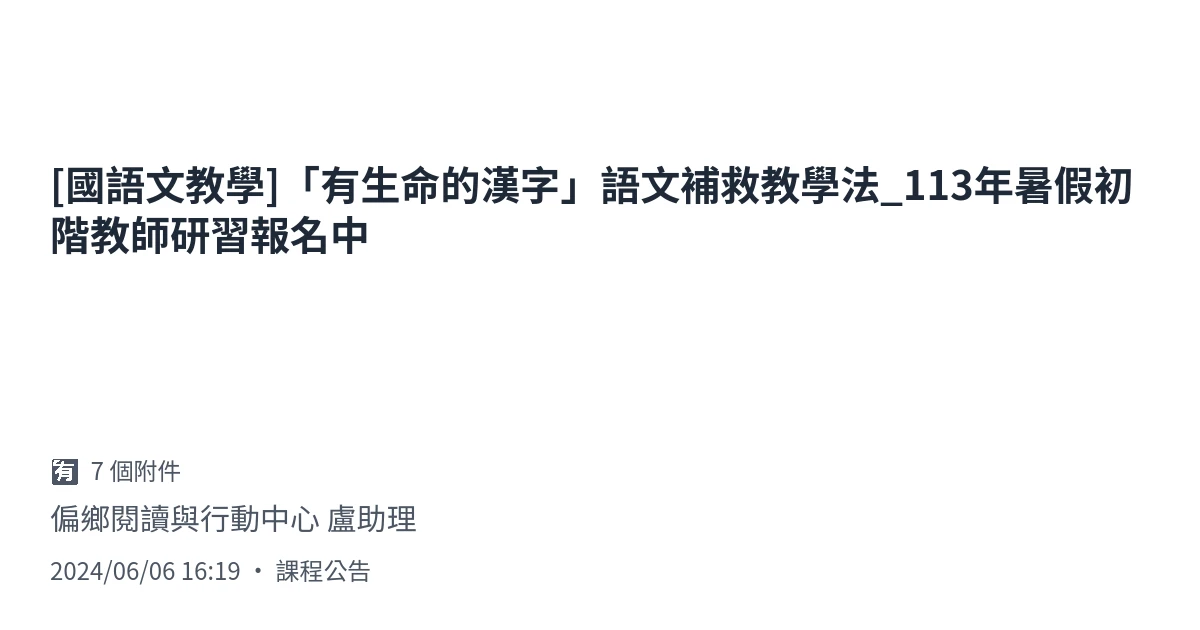 [國語文教學]「有生命的漢字」語文補救教學法_113年暑假初
階教師研習報名中
🈶 7 個附件
偏鄉閱讀與行動中心 盧助理
2024/06/06 16:19 ・ 課程公告